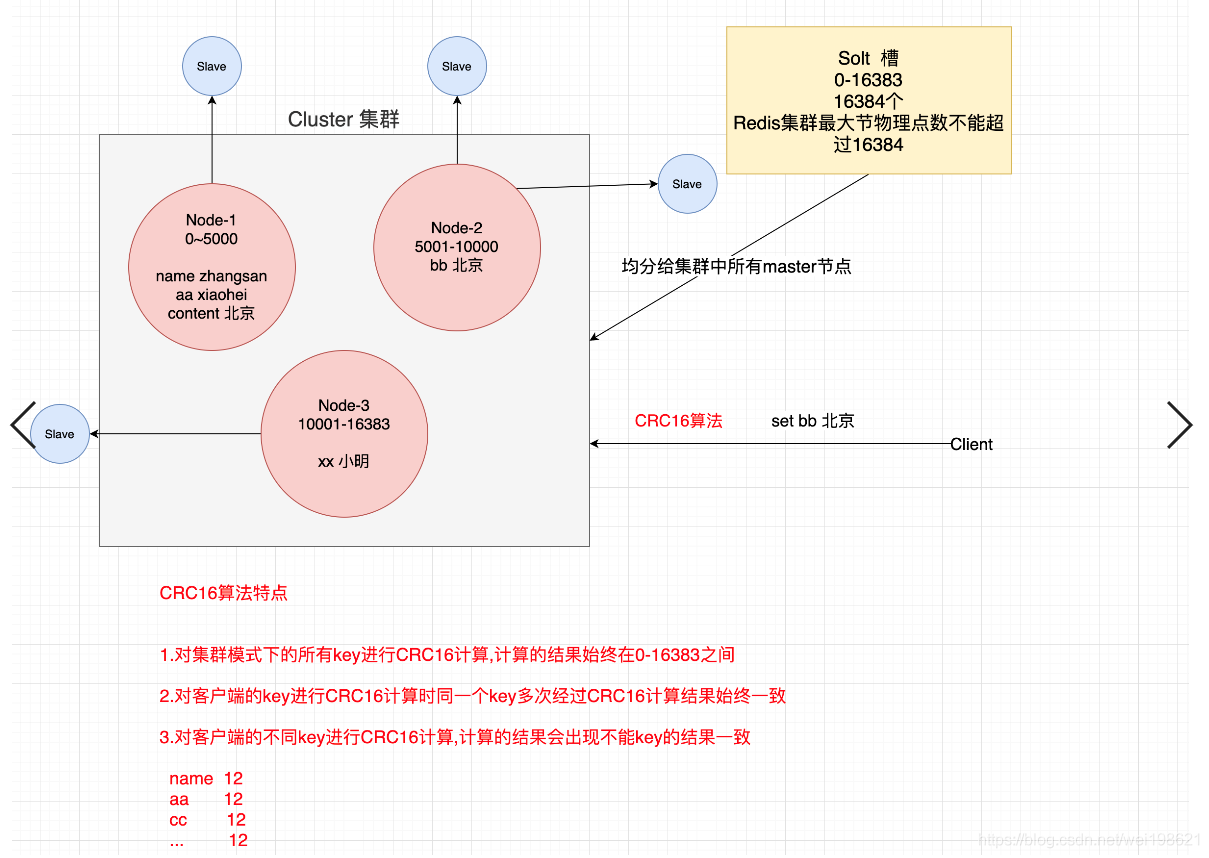 Slave
Slave
Cluster 集群
Solt 槽
0-16383
16384个
Redis集群最大节物理点数不能超
过16384
Slave
Node-1
0~5000
name zhangsan
aa xiaohei
content 北京
Node-2
5001-10000
bb 北京
均分给集群中所有master节点
Node-3
10001-16383
xx 小明
Slave
CRC16算法
set bb 北京
Client
CRC16算法特点
1.对集群模式下的所有key进行CRC16计算,计算的结果始终在0-16383之间
2.对客户端的key进行CRC16计算时同一个key多次经过CRC16计算结果始终一致
3.对客户端的不同key进行CRC16计算,计算的结果会出现不能key的结果一致
name 12
aa 12
cc 12
... 12
https://blog.csdn.net/wei198621